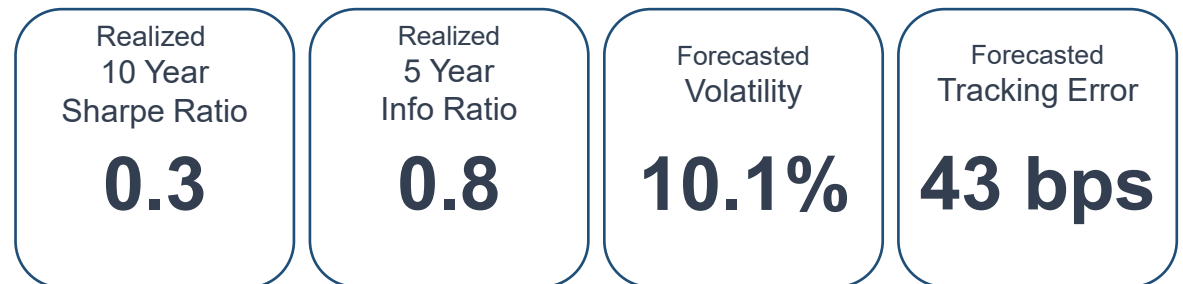 Realized
10 Year
Sharpe Ratio
0.3
Realized
5 Year
Info Ratio
0.8
Forecasted
Volatility
10.1%
Forecasted
Tracking Error
43 bps